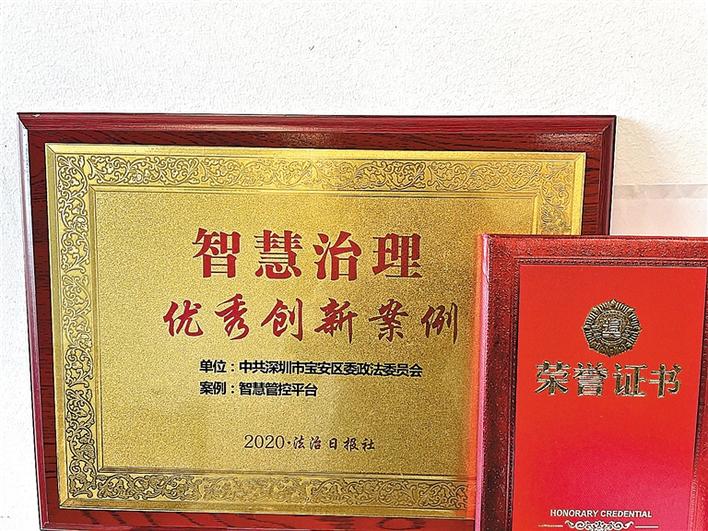 智慧治理
优秀创新案例
单位：中共深圳市宝安区委政法委员会
案例：智慧管控平台
2020·法治日报社
荣誉证书
HONORARY CREDENTIAL